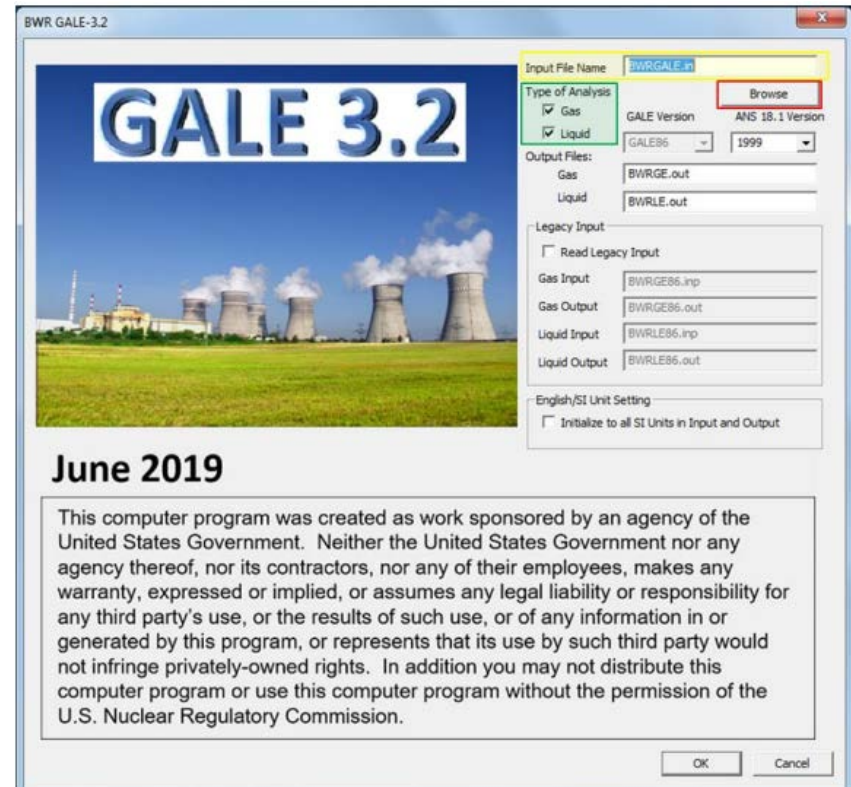 BWR GALE-3.2
GALE 3.2
Input File Name BWRGALE.in
Type of Analysis Browse
Gas GALE Version ANS 18.1 Version
Liquid GALE86 1999
Output Files:
Gas BWRGE.out
Liquid BWRLE.out
Legacy Input
Read Legacy Input
Gas Input BWRGE86.inp
Gas Output BWRGE86.out
Liquid Input BWRLE86.inp
Liquid Output BWRLE86.out
English/SI Unit Setting
Initialize to all SI Units in Input and Output
June 2019
This computer program was created as work sponsored by an agency of the
United States Government. Neither the United States Government nor any
agency thereof, nor its contractors, nor any of their employees, makes any
warranty, expressed or implied, or assumes any legal liability or responsibility for
any third party's use, or the results of such use, or of any information in or
generated by this program, or represents that its use by such third party would
not infringe privately-owned rights. In addition you may not distribute this
computer program or use this computer program without the permission of the
U.S. Nuclear Regulatory Commission.
OK Cancel